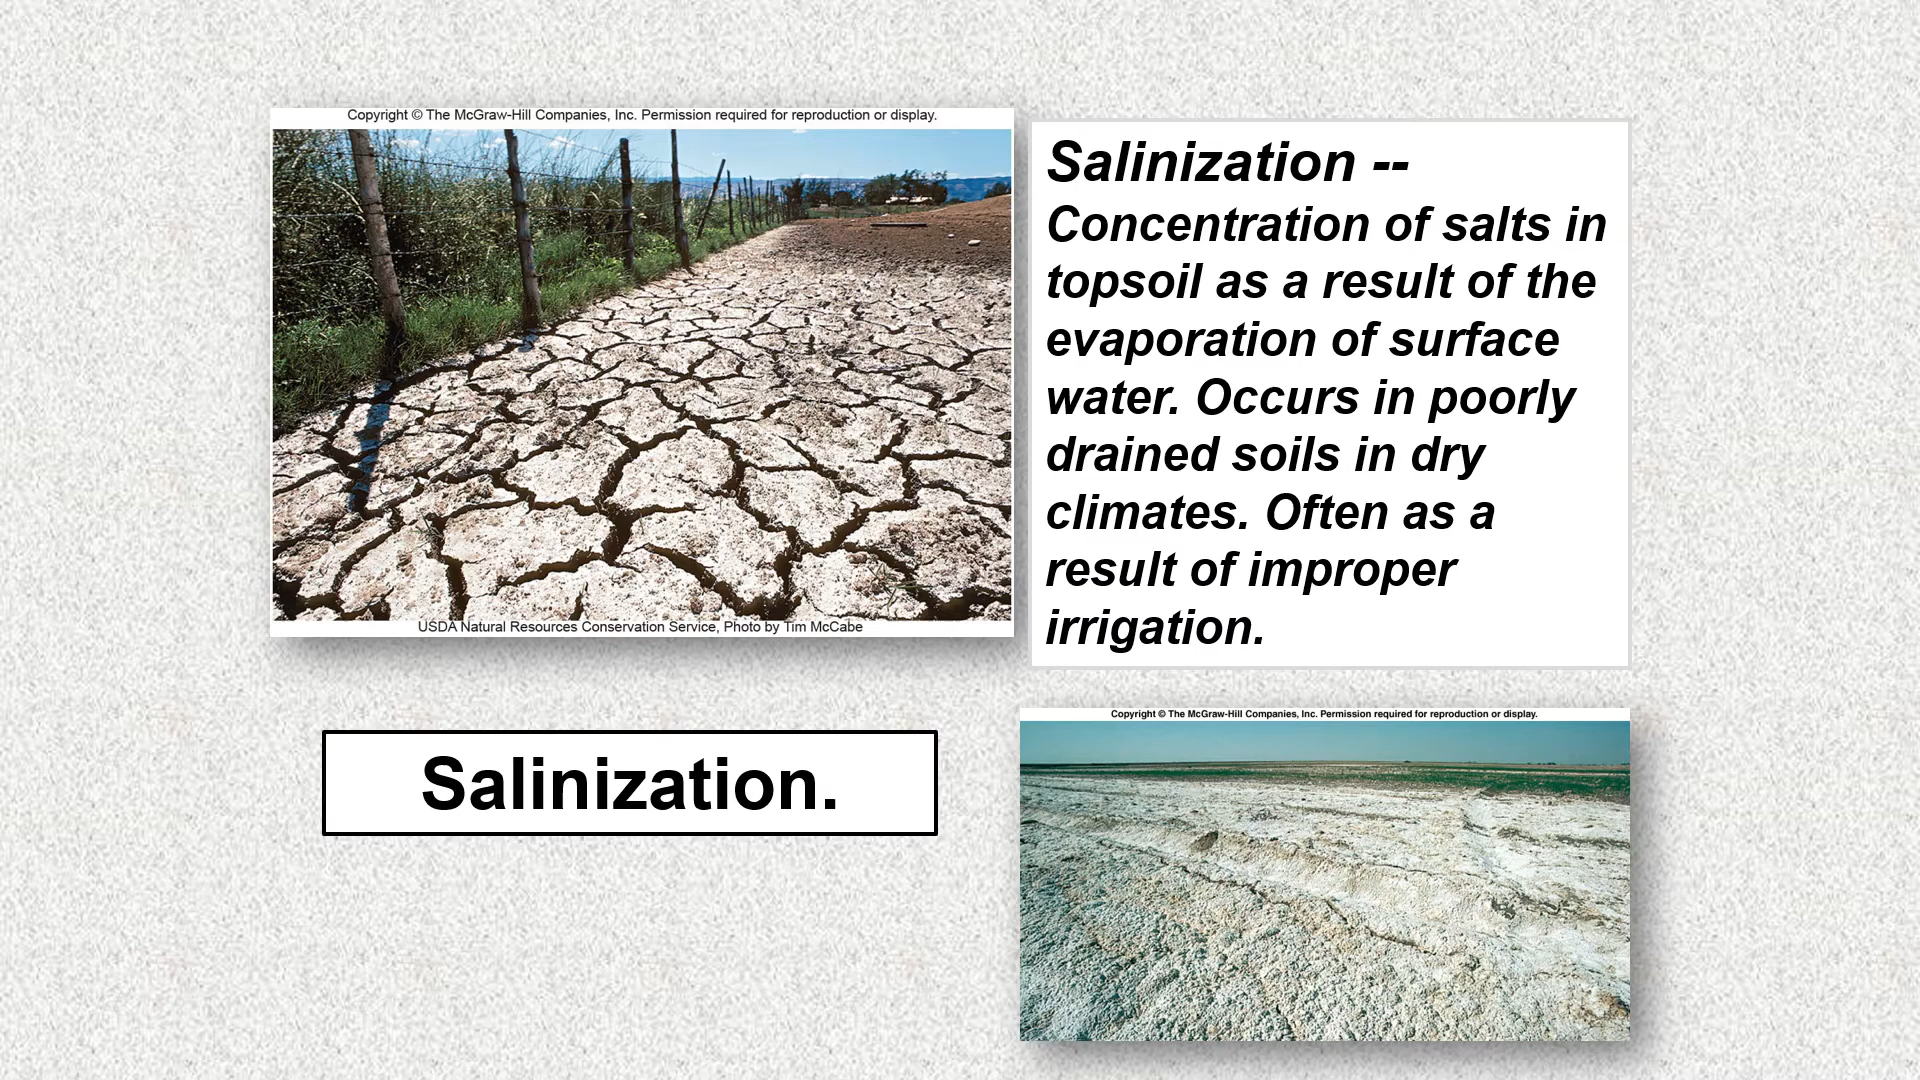 Copyright © The McGraw-Hill Companies, Inc. Permission required for reproduction or display.
USDA Natural Resources Conservation Service, Photo by Tim McCabe
Salinization --
Concentration of salts in
topsoil as a result of the
evaporation of surface
water. Occurs in poorly
drained soils in dry
climates. Often as a
result of improper
irrigation.
Salinization.
Copyright © The McGraw-Hill Companies, Inc. Permission required for reproduction or display.